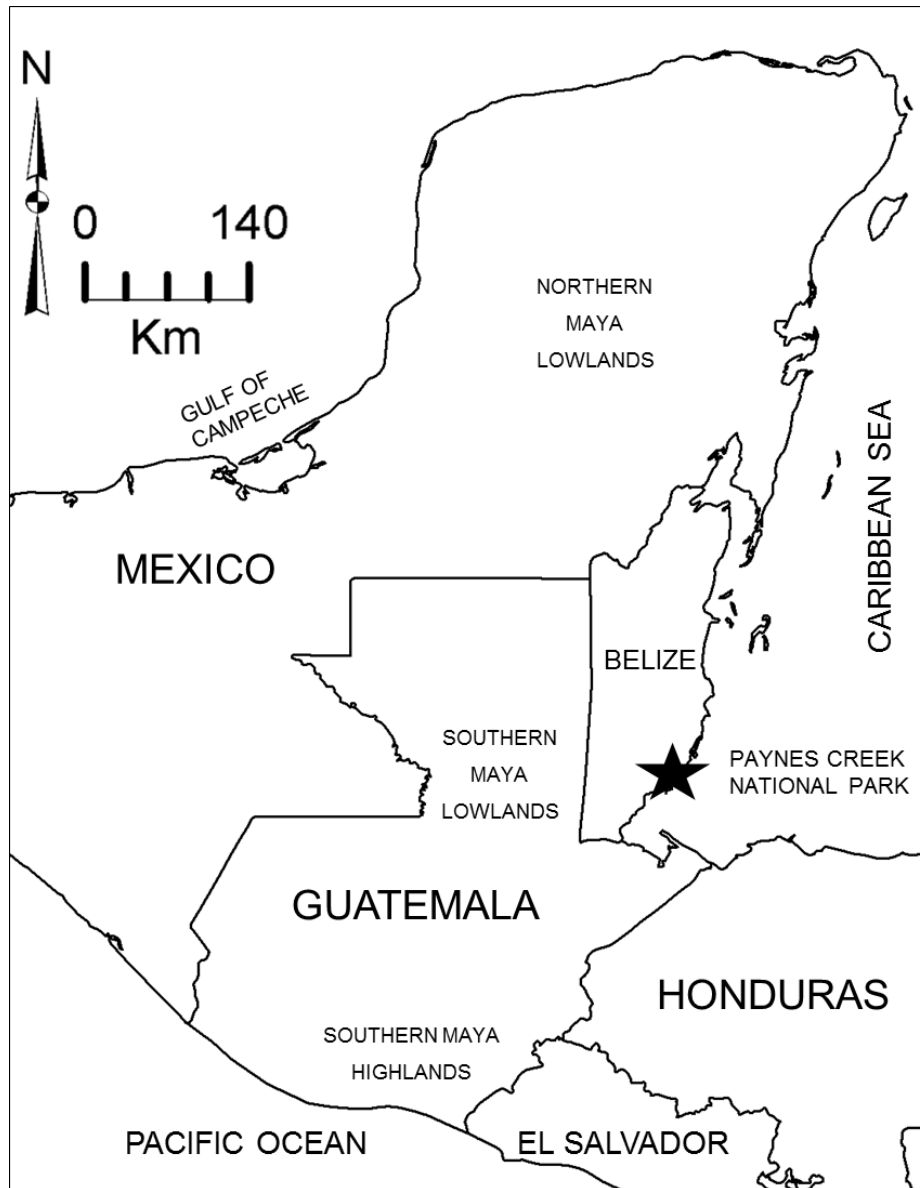 N
0 140
Km
NORTHERN
MAYA
LOWLANDS
GULF OF
CAMPECHE
CARIBBEAN SEA
MEXICO
BELIZE
SOUTHERN
MAYA
LOWLANDS
PAYNES CREEK
NATIONAL PARK
GUATEMALA
HONDURAS
SOUTHERN MAYA
HIGHLANDS
PACIFIC OCEAN
EL SALVADOR